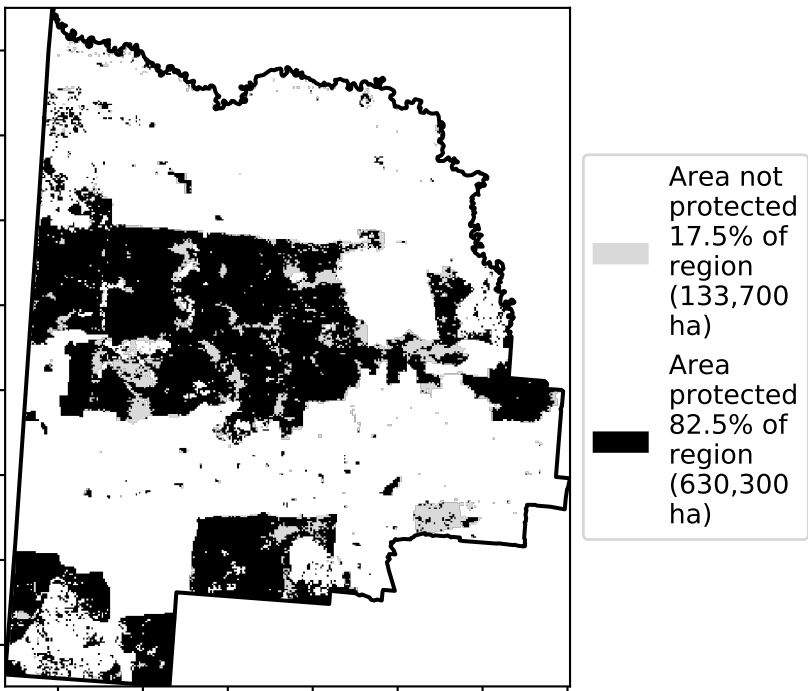 Area not
protected
17.5% of
region
(133,700
ha)
Area
protected
82.5% of
region
(630,300
ha)